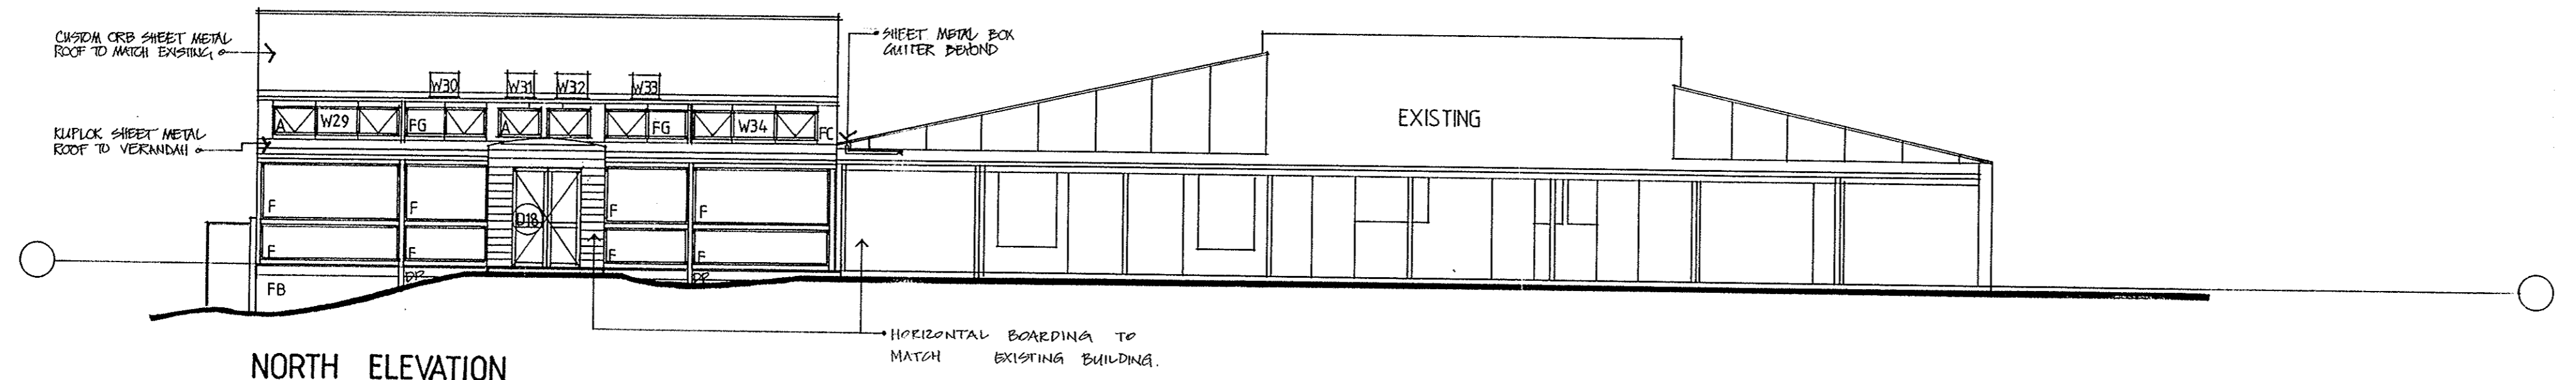 CUSTOM ORB SHEET METAL
ROOF TO MATCH EXISTING
SHEET METAL BOX
GUTTER BEYOND
W30
W31
W32
W33
EXISTING
A
W29
FG
A
FG
W34
FC
KLIPLOK SHEET METAL
ROOF TO VERANDAH
F
F
D18
F
F
F
F
F
F
DP
DP
FB
HORIZONTAL BOARDING TO
MATCH EXISTING BUILDING.
NORTH ELEVATION